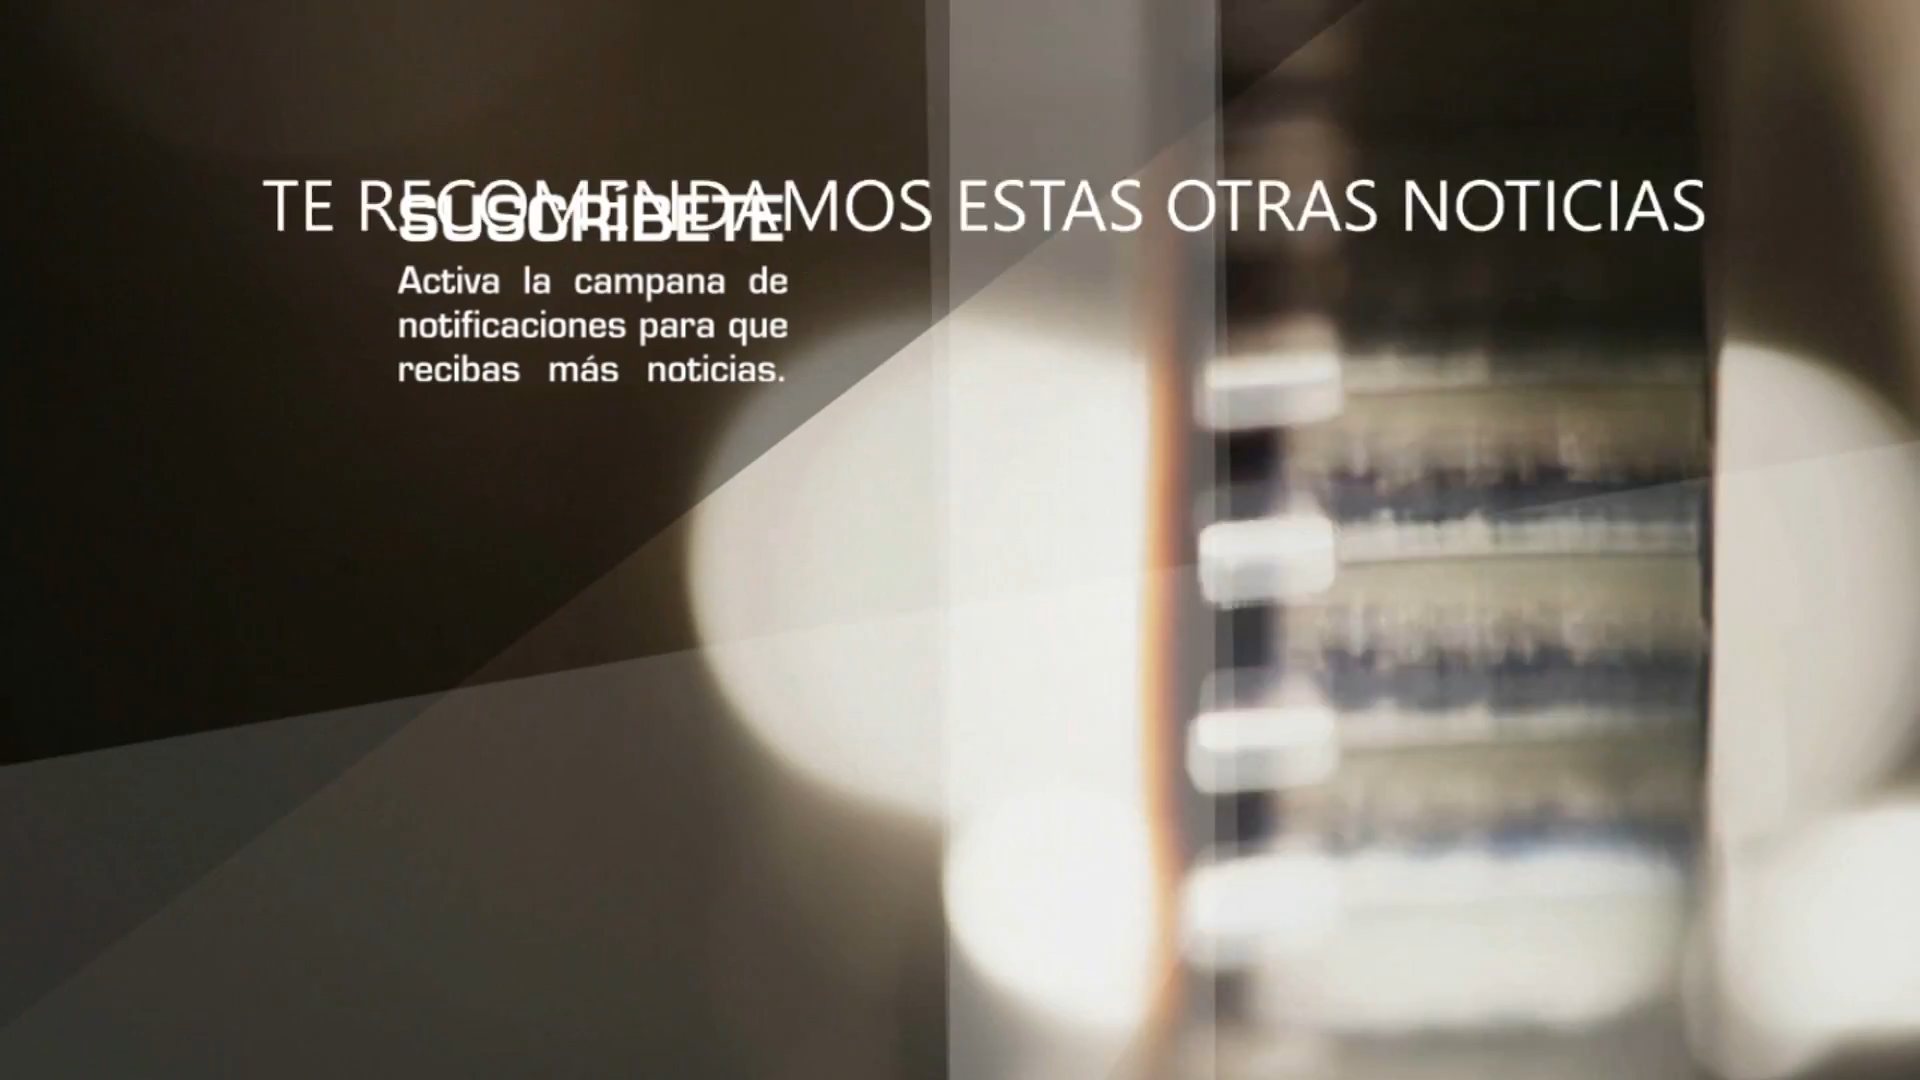 TE RECOMENDAMOS ESTAS OTRAS NOTICIAS
SUSCRÍBETE
Activa la campana de
notificaciones para que
recibas más noticias.